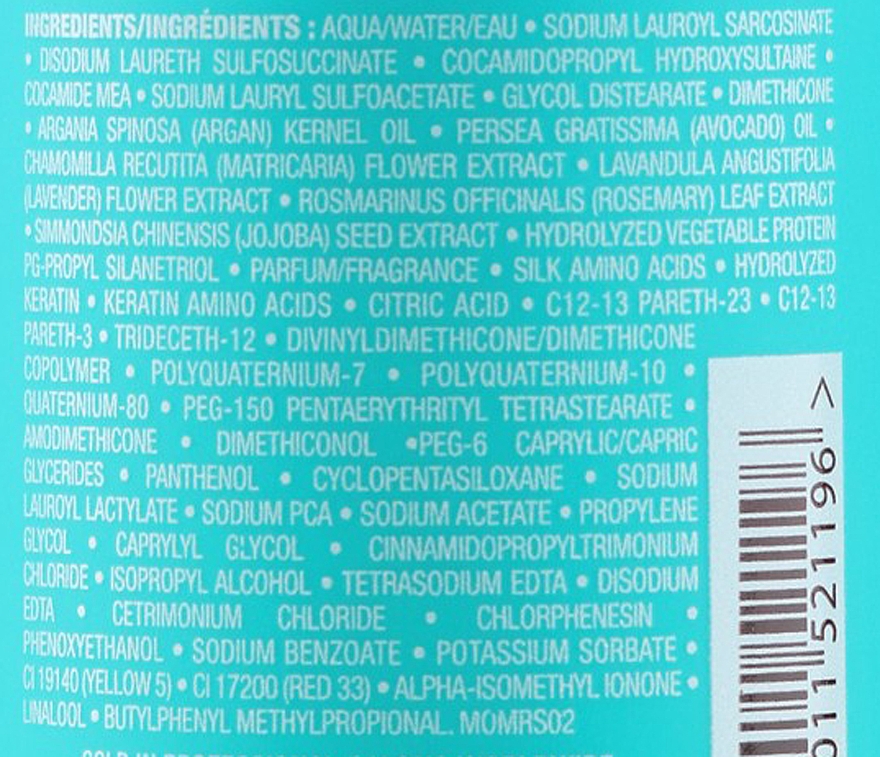 INGREDIENTS/INGRÉDIENTS : AQUA/WATER/EAU • SODIUM LAUROYL SARCOSINATE
• DISODIUM LAURETH SULFOSUCCINATE • COCAMIDOPROPYL HYDROXYSULTAINE •
COCAMIDE MEA • SODIUM LAURYL SULFOACETATE • GLYCOL DISTEARATE • DIMETHICONE
• ARGANIA SPINOSA (ARGAN) KERNEL OIL • PERSEA GRATISSIMA (AVOCADO) OIL •
CHAMOMILLA RECUTITA (MATRICARIA) FLOWER EXTRACT • LAVANDULA ANGUSTIFOLIA
(LAVENDER) FLOWER EXTRACT • ROSMARINUS OFFICINALIS (ROSEMARY) LEAF EXTRACT
• SIMMONDSIA CHINENSIS (JOJOBA) SEED EXTRACT • HYDROLYZED VEGETABLE PROTEIN
PG-PROPYL SILANETRIOL • PARFUM/FRAGRANCE • SILK AMINO ACIDS • HYDROLYZED
KERATIN • KERATIN AMINO ACIDS • CITRIC ACID • C12-13 PARETH-23 • C12-13
PARETH-3 • TRIDECETH-12 • DIVINYLDIMETHICONE/DIMETHICONE
COPOLYMER • POLYQUATERNIUM-7 • POLYQUATERNIUM-10 •
QUATERNIUM-80 • PEG-150 PENTAERYTHRITYL TETRASTEARATE •
AMODIMETHICONE • DIMETHICONOL •PEG-6 CAPRYLIC/CAPRIC
GLYCERIDES • PANTHENOL • CYCLOPENTASILOXANE • SODIUM
LAUROYL LACTYLATE • SODIUM PCA • SODIUM ACETATE • PROPYLENE
GLYCOL • CAPRYLYL GLYCOL • CINNAMIDOPROPYLTRIMONIUM
CHLORIDE • ISOPROPYL ALCOHOL • TETRASODIUM EDTA • DISODIUM
EDTA • CETRIMONIUM CHLORIDE • CHLORPHENESIN •
PHENOXYETHANOL • SODIUM BENZOATE • POTASSIUM SORBATE •
CI 19140 (YELLOW 5) • CI 17200 (RED 33) • ALPHA-ISOMETHYL IONONE •
LINALOOL • BUTYLPHENYL METHYLPROPIONAL. MOMRS02
011 521196 >